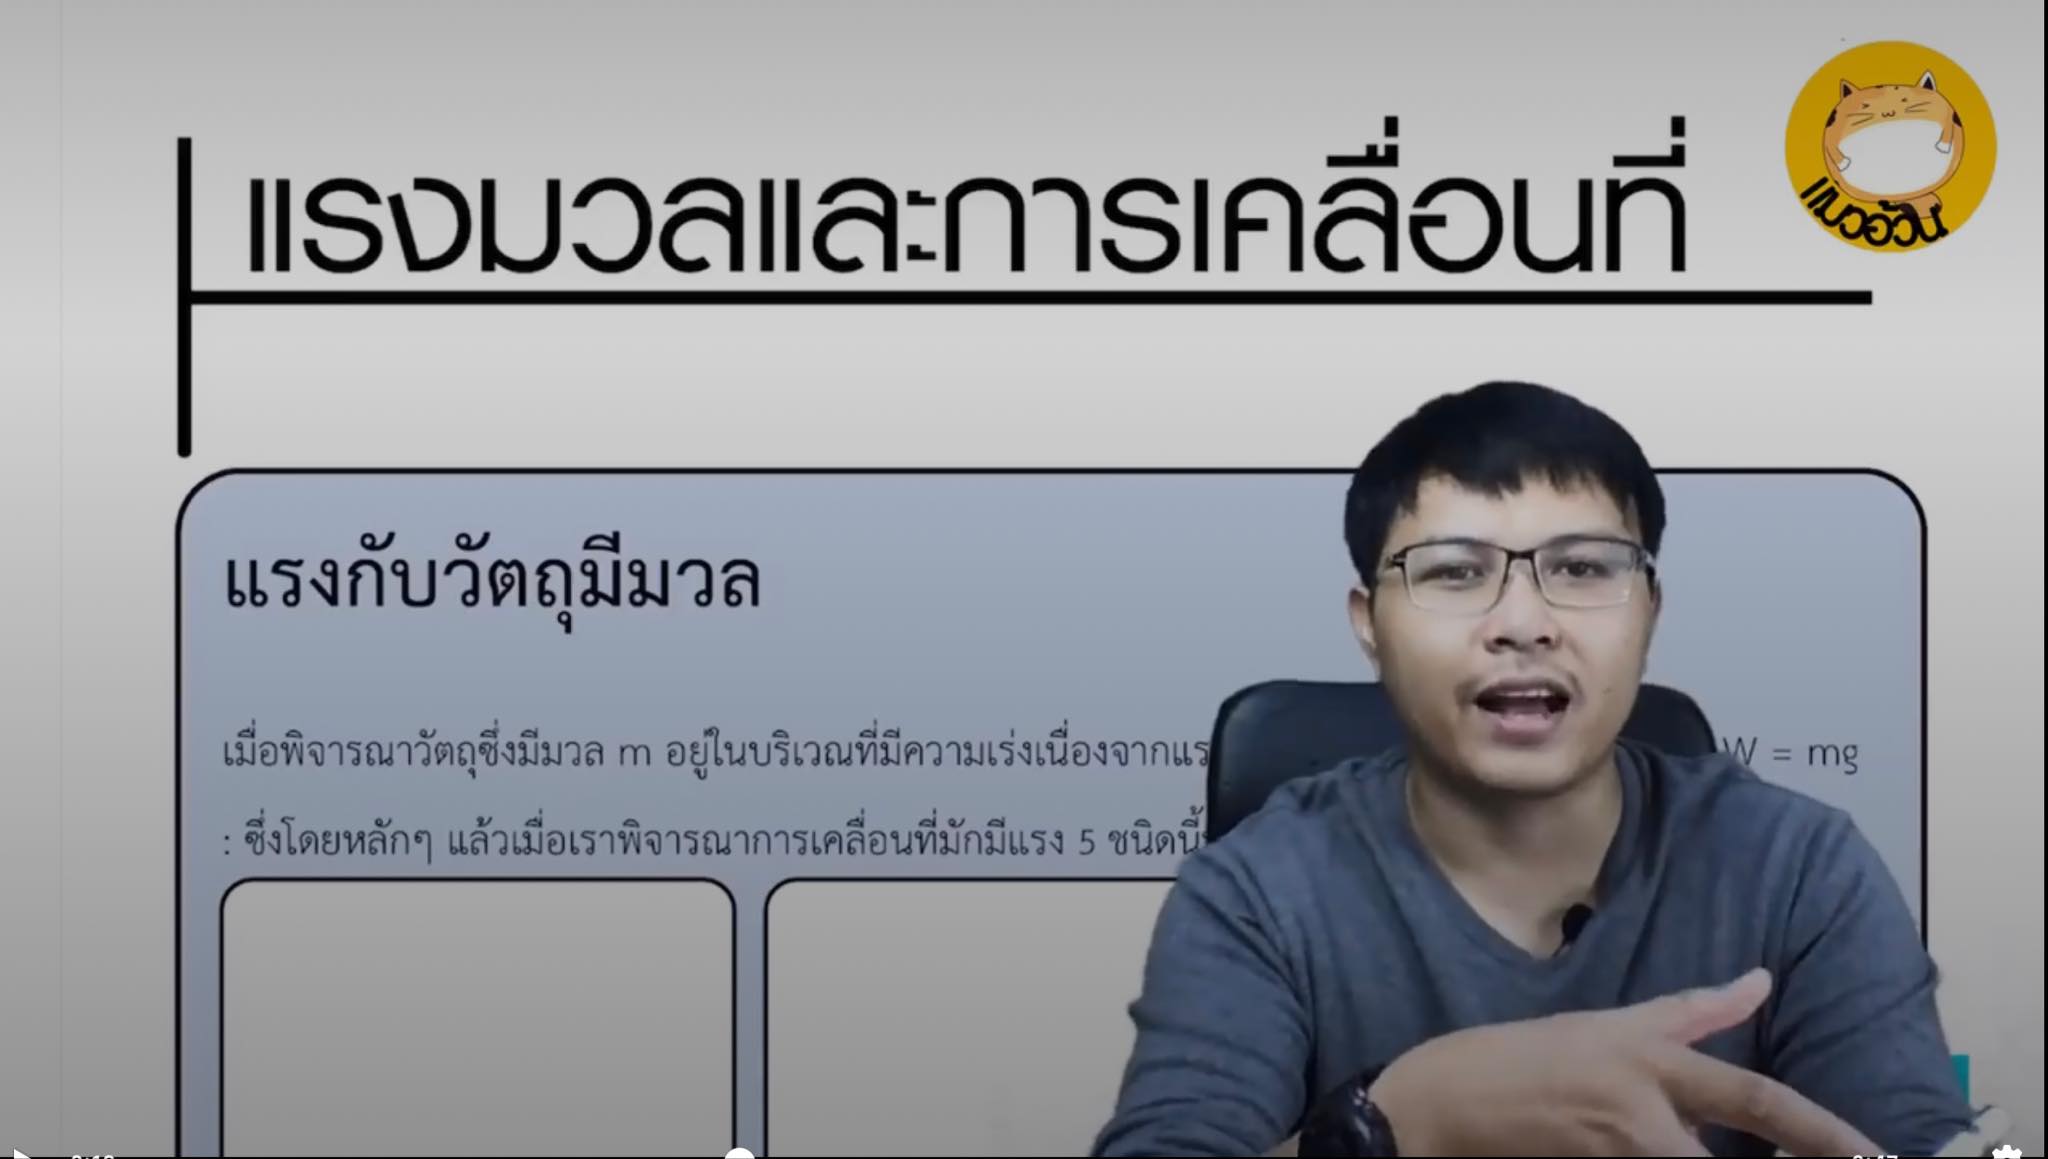 แรงมวลและการเคลื่อนที่
แมวอ้วน
แรงกับวัตถุมีมวล
เมื่อพิจารณาวัตถุซึ่งมีมวล m อยู่ในบริเวณที่มีความเร่งเนื่องจากแร W = mg
: ซึ่งโดยหลักๆ แล้วเมื่อเราพิจารณาการเคลื่อนที่มักมีแรง 5 ชนิดนี้